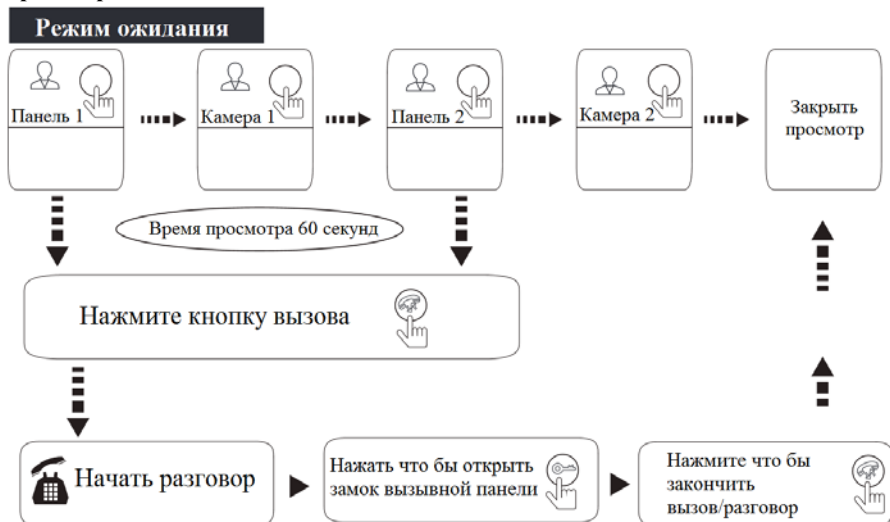 Режим ожидания
Панель 1
Камера 1
Панель 2
Камера 2
Закрыть
просмотр
Время просмотра 60 секунд
Нажмите кнопку вызова
Начать разговор
Нажать что бы открыть
замок вызывной панели
Нажмите что бы
закончить
вызов/разговор